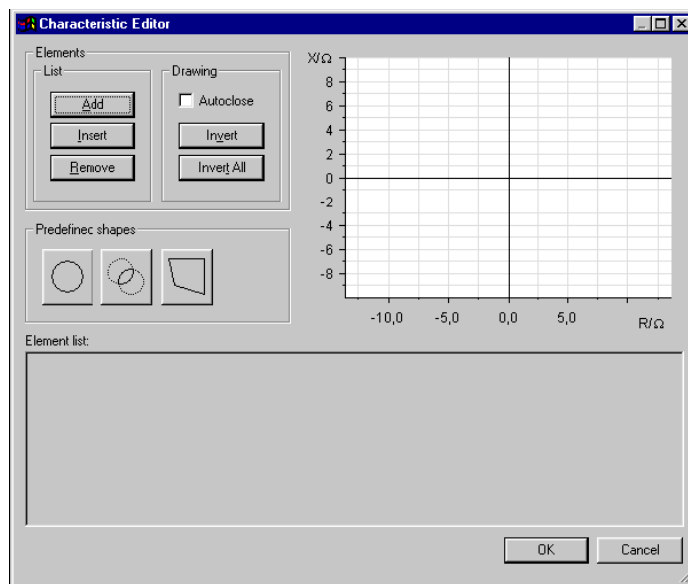 Characteristic Editor
Elements
List
Add
Insert
Remove
Drawing
Autoclose
Invert
Invert All
Predefinec shapes
X/Ω
8
6
4
2
0
-2
-4
-6
-8
-10,0 -5,0 0,0 5,0 R/Ω
Element list:
OK Cancel